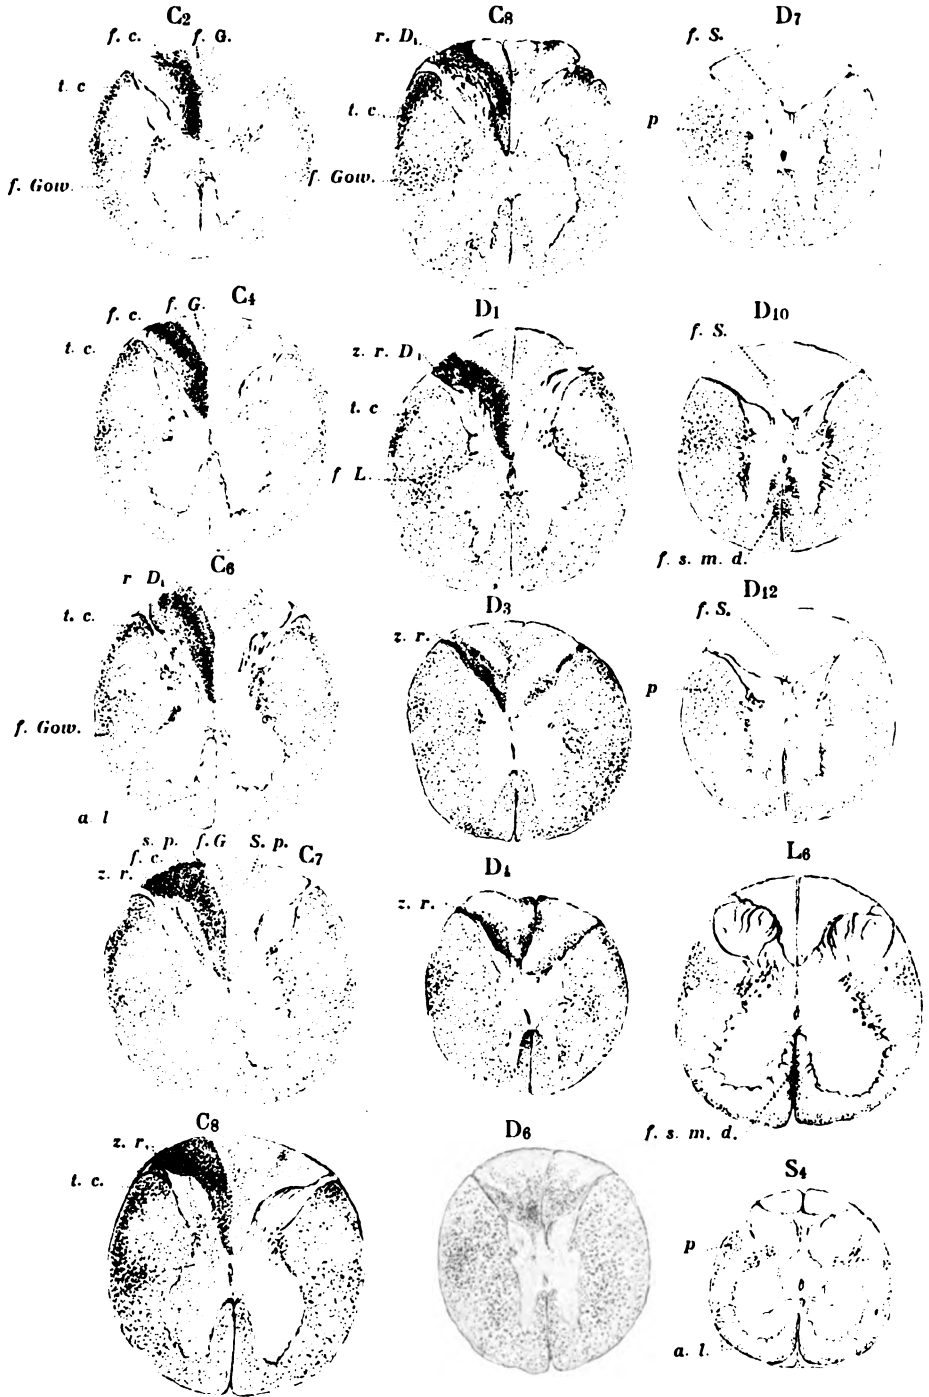 C2
f. c. f. G.
t. c
f. Gow.
C8
r. D1
t. c.
f. Gow.
D7
f. S.
p
C4
f. c. f. G.
t. c.
D1
z. r. D1
t. c
f L.
D10
f. S.
f. s. m. d.
C6
r D1
t. c.
f. Gow.
a. l
D3
z. r.
D12
f. S.
p
s. p. f. G S. p.
f. c. C7
z. r.
D4
z. r.
L6
f. s. m. d.
C8
z. r.
t. c.
D6
S4
p
a. l.